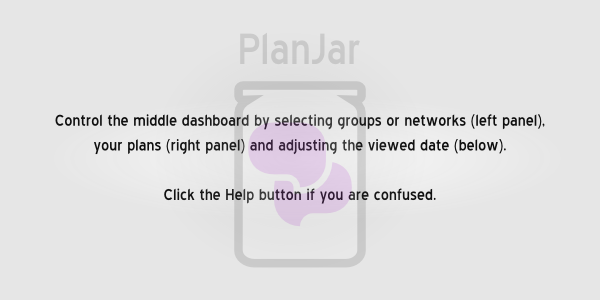 PlanJar
Control the middle dashboard by selecting groups or networks (left panel),
your plans (right panel) and adjusting the viewed date (below).
Click the Help button if you are confused.